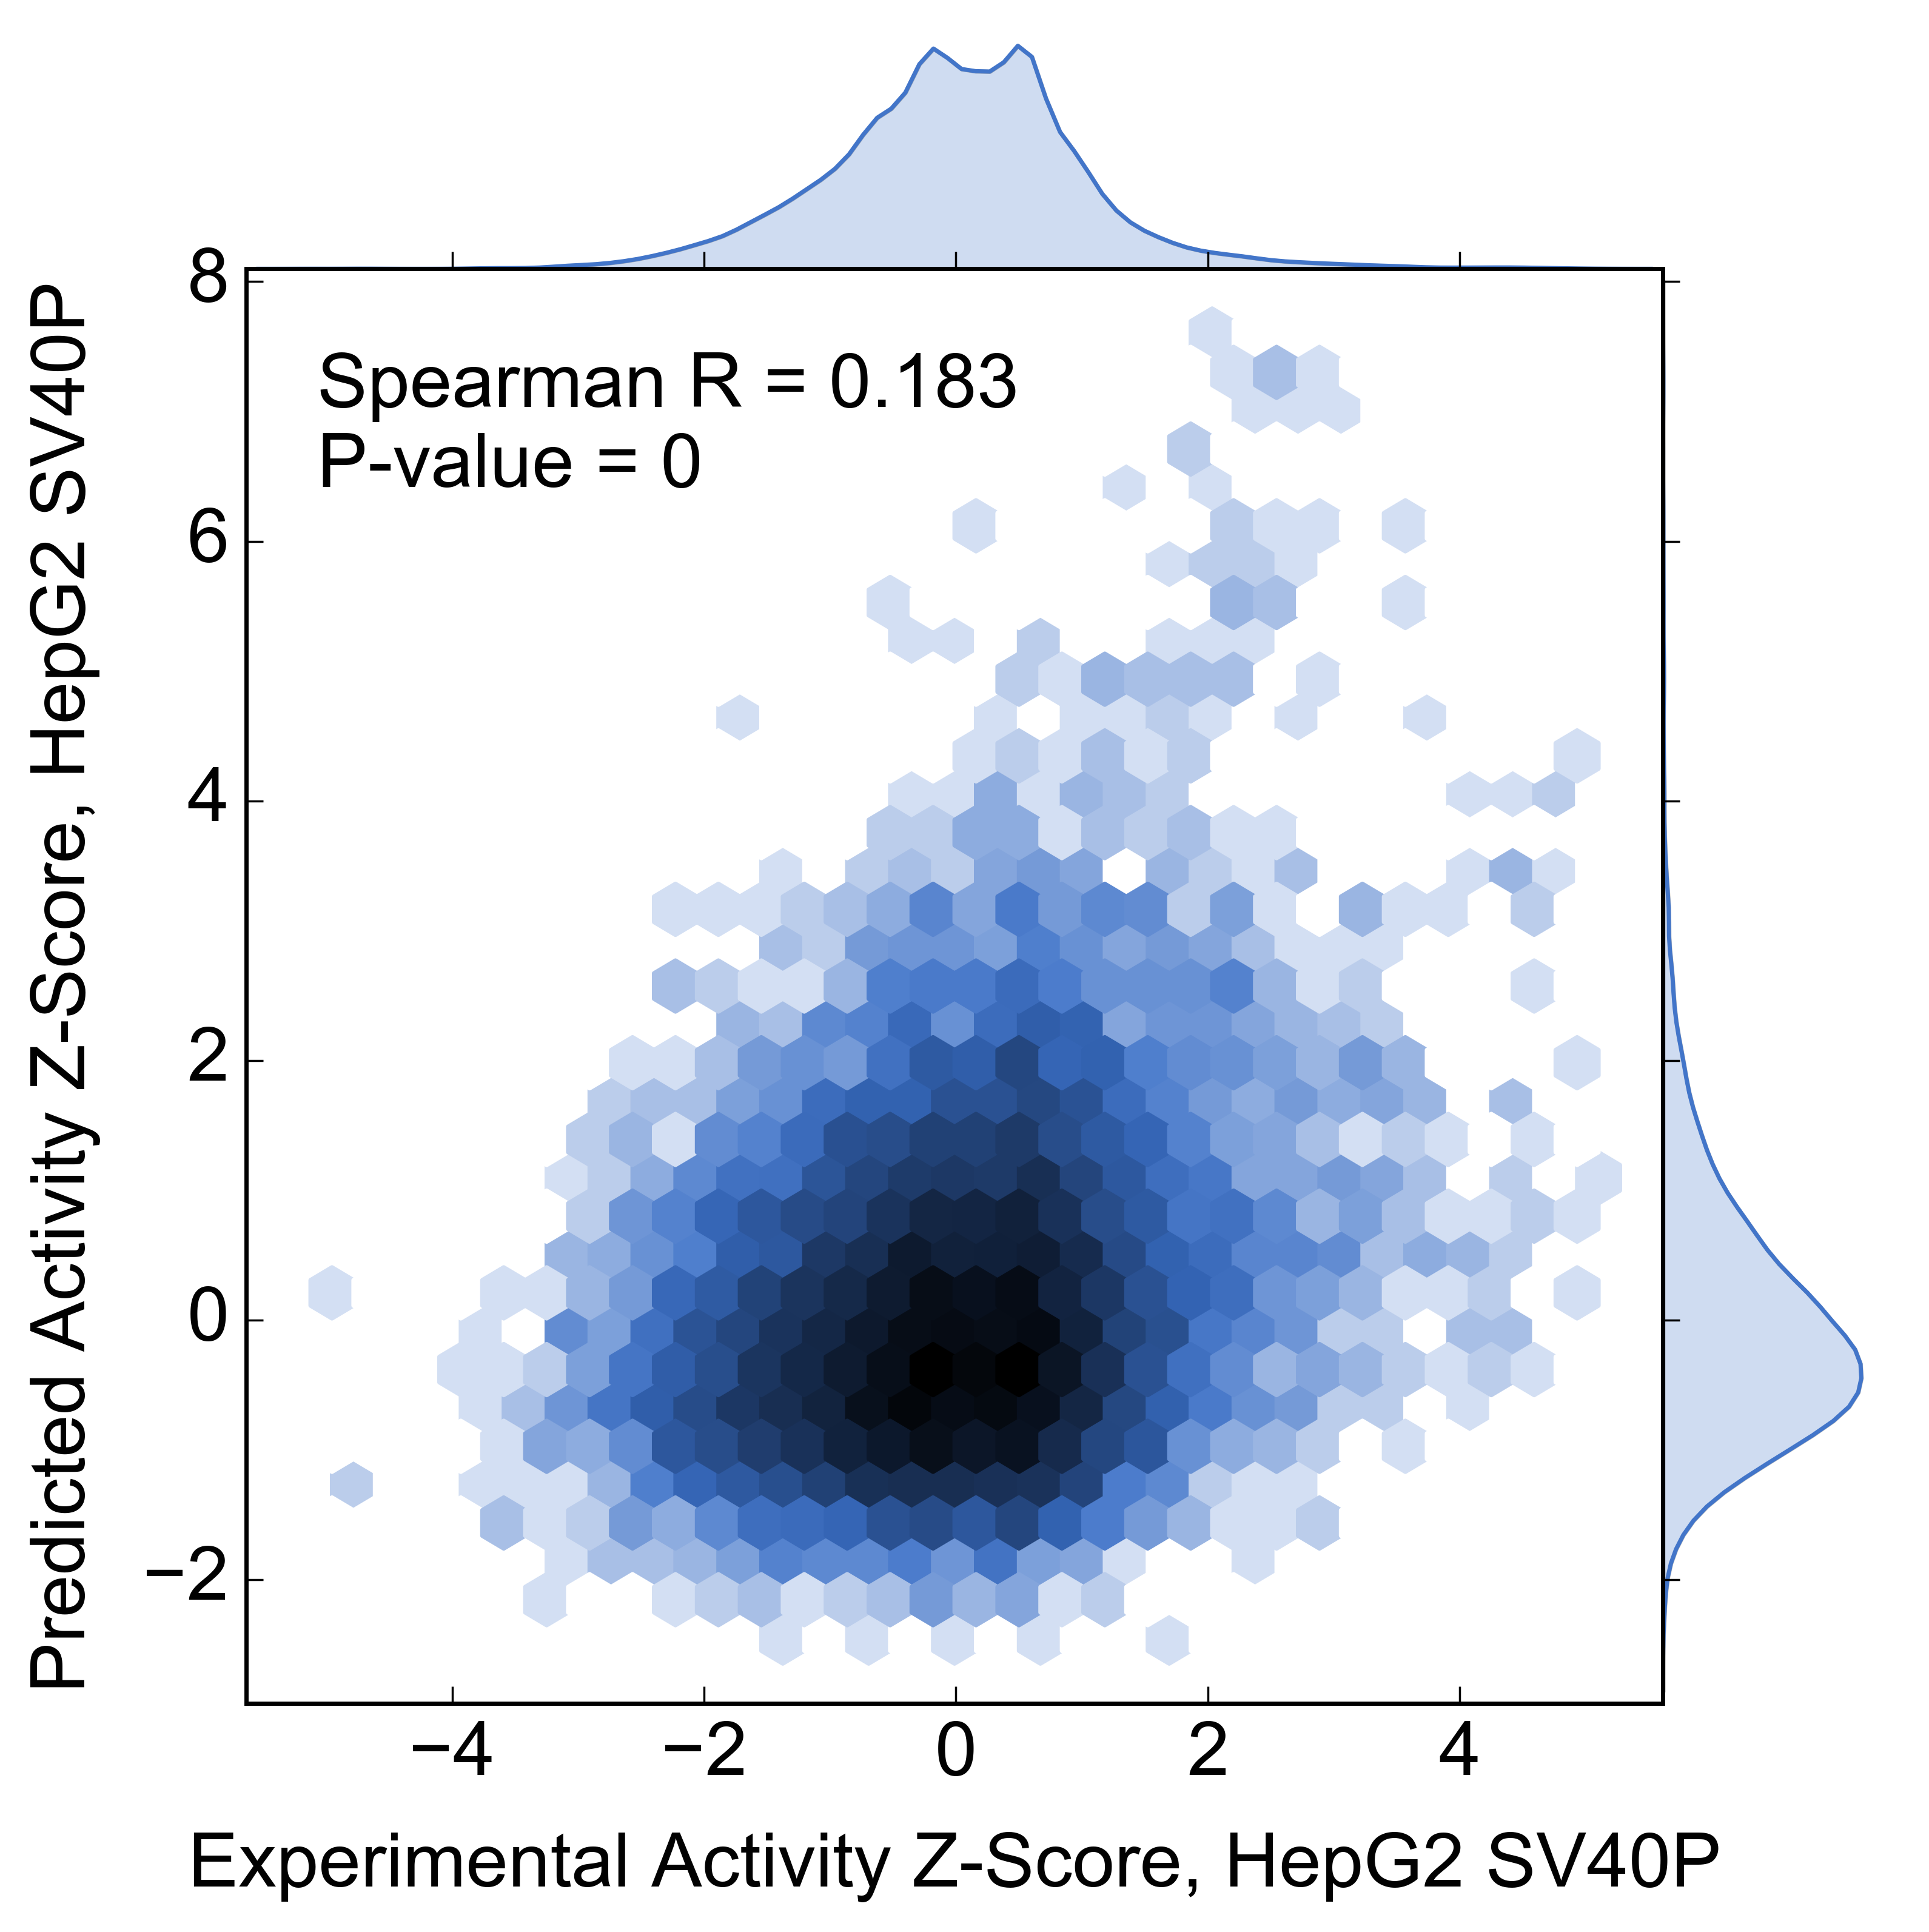 Spearman R = 0.183
P-value = 0
8
6
4
2
0
−2
−4
−2
0
2
4
Predicted Activity Z-Score, HepG2 SV40P
Experimental Activity Z-Score, HepG2 SV40P